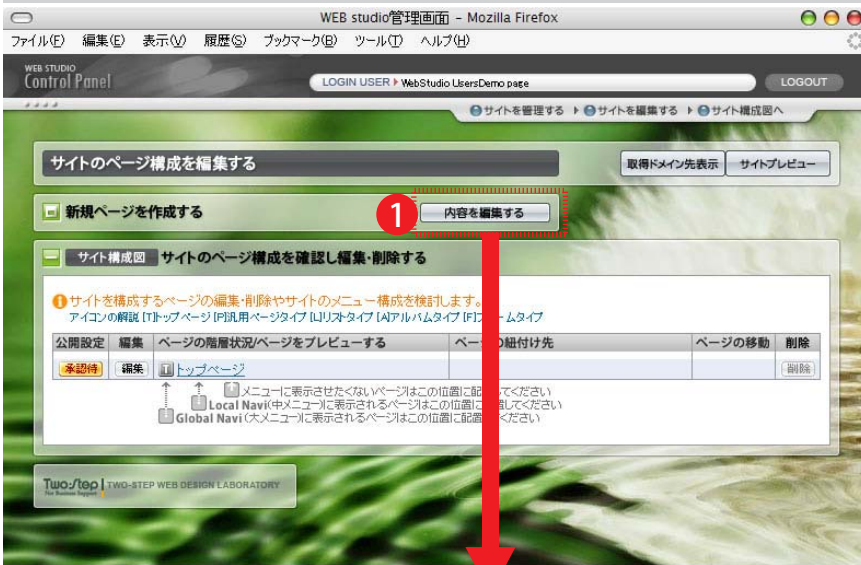 WEB studio管理画面 - Mozilla Firefox
ファイル(F) 編集(E) 表示(V) 履歴(S) ブックマーク(B) ツール(T) ヘルプ(H)
WEB STUDIO
Control Panel
LOGIN USER WebStudio UsersDemo page
LOGOUT
サイトを管理する サイトを編集する サイト構成図へ
サイトのページ構成を編集する
取得ドメイン先表示 サイトプレビュー
新規ページを作成する
1
内容を編集する
サイト構成図 サイトのページ構成を確認し編集・削除する
サイトを構成するページの編集・削除やサイトのメニュー構成を検討します。
アイコンの解説 [T]トップページ [P]汎用ページタイプ [L]リストタイプ [A]アルバムタイプ [F]フ ームタイプ
公開設定 編集 ページの階層状況/ページをプレビューする ページの紐付け先 ページの移動 削除
承認待 編集 トップページ 削除
メニューに表示させたくないページはこの位置に配 してください
Local Navi(中メニュー)に表示されるページはこの位置に してください
Global Navi(大メニュー)に表示されるページはこの位置に配置 ください
Two:Step TWO-STEP WEB DESIGN LABORATORY